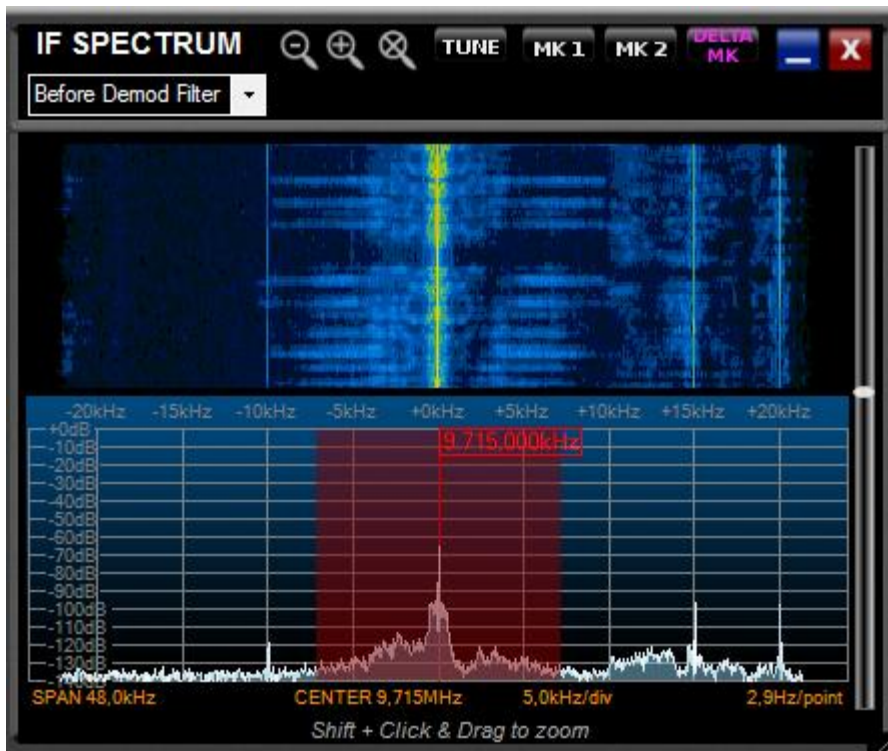 IF SPECTRUM TUNE MK 1 MK 2 DELTA MK X
Before Demod Filter
-20kHz -15kHz -10kHz -5kHz +0kHz +5kHz +10kHz +15kHz +20kHz
+0dB
9.715,000kHz
-10dB
-20dB
-30dB
-40dB
-50dB
-60dB
-70dB
-80dB
-90dB
-100dB
-110dB
-120dB
-130dB
SPAN 48,0kHz CENTER 9,715MHz 5,0kHz/div 2,9Hz/point
Shift + Click & Drag to zoom